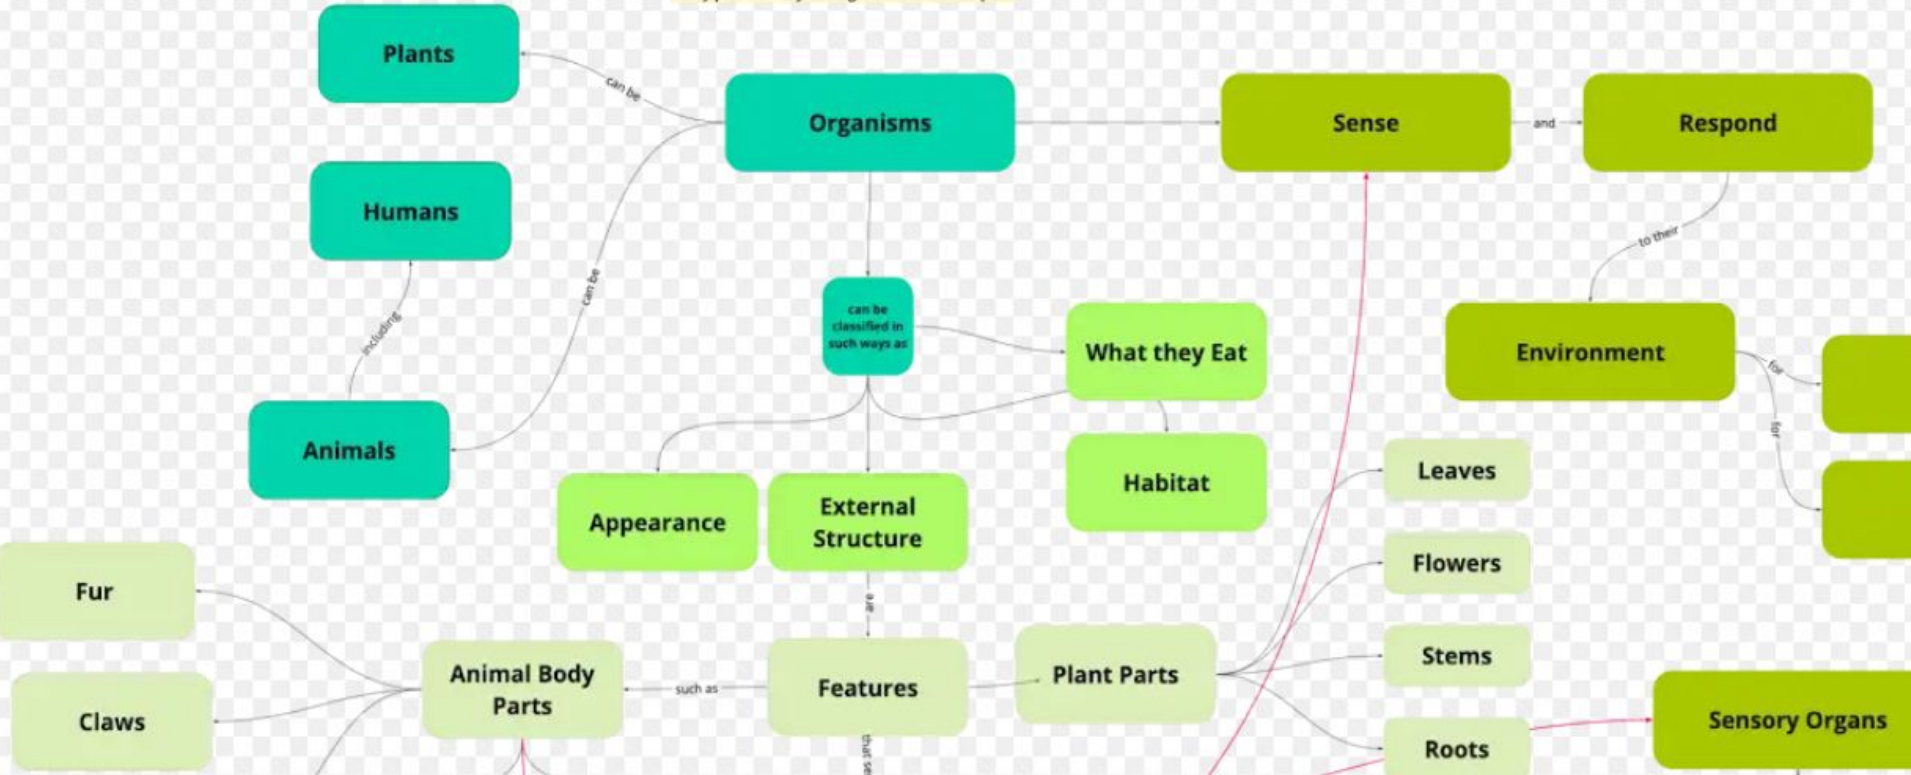 Plants
can be
Organisms
Sense
and
Respond
Humans
to their
can be
including
can be
classified in
such ways as
What they Eat
Environment
for
for
Animals
Habitat
Leaves
Appearance
External
Structure
Flowers
Fur
are
Stems
Animal Body
Parts
such as
Features
Plant Parts
Claws
Sensory Organs
Roots
that